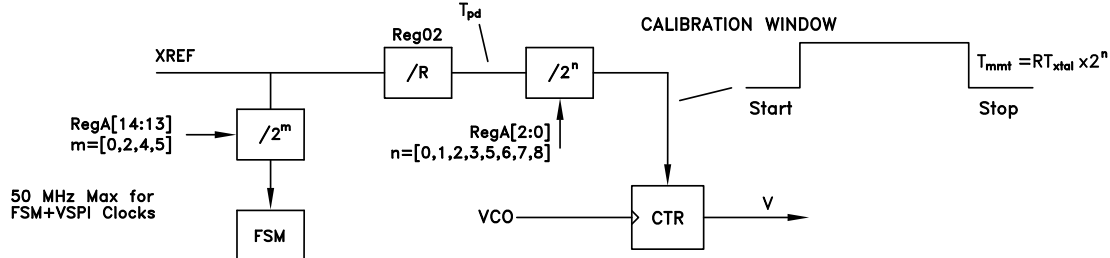 T_pd
CALIBRATION WINDOW
XREF
Reg02
/R
/2^n
T_mmt = RT_xtal x 2^n
Start
Stop
RegA[14:13]
m=[0,2,4,5]
/2^m
RegA[2:0]
n=[0,1,2,3,5,6,7,8]
50 MHz Max for
FSM+VSPI Clocks
FSM
VCO
CTR
V